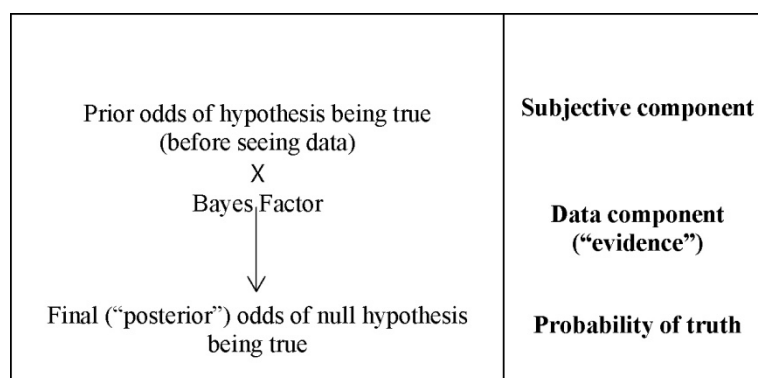 Prior odds of hypothesis being true
(before seeing data)
X
Bayes Factor
Final (“posterior”) odds of null hypothesis
being true
Subjective component
Data component
(“evidence”)
Probability of truth